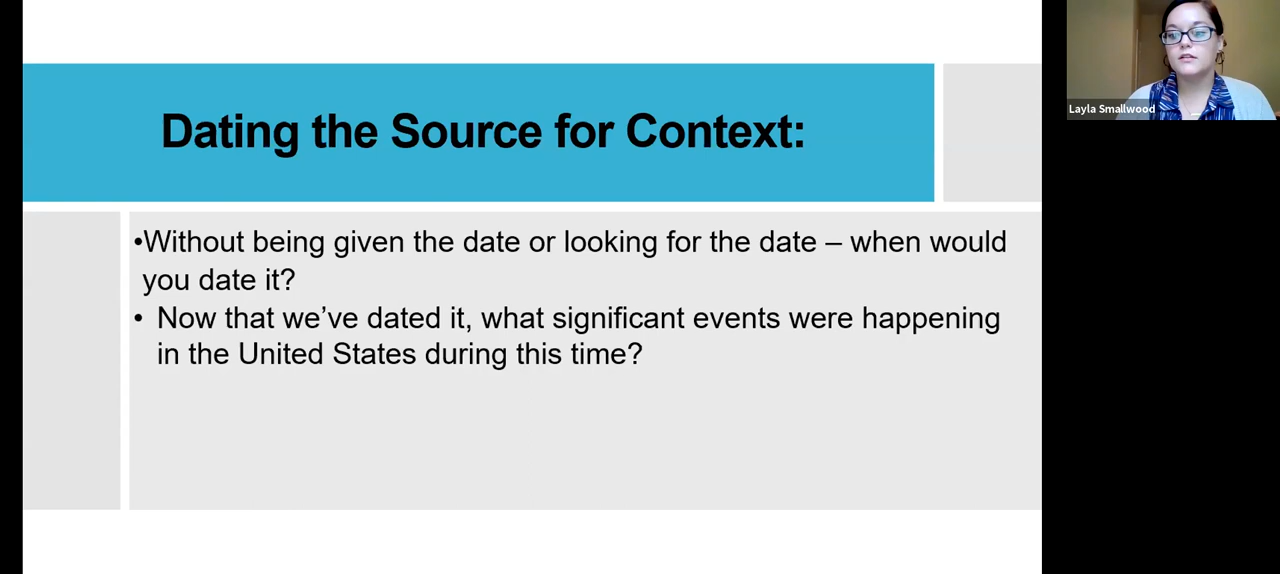 Dating the Source for Context:
•Without being given the date or looking for the date – when would
you date it?
• Now that we’ve dated it, what significant events were happening
in the United States during this time?
Layla Smallwood